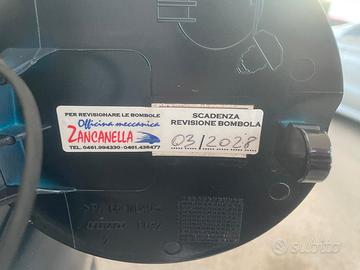 PER REVISIONARE LE BOMBOLE
Officina meccanica
ZANCANELLA
TEL. 0461.994330 - 0461.436477
SCADENZA
REVISIONE BOMBOLA
03/2028
subito